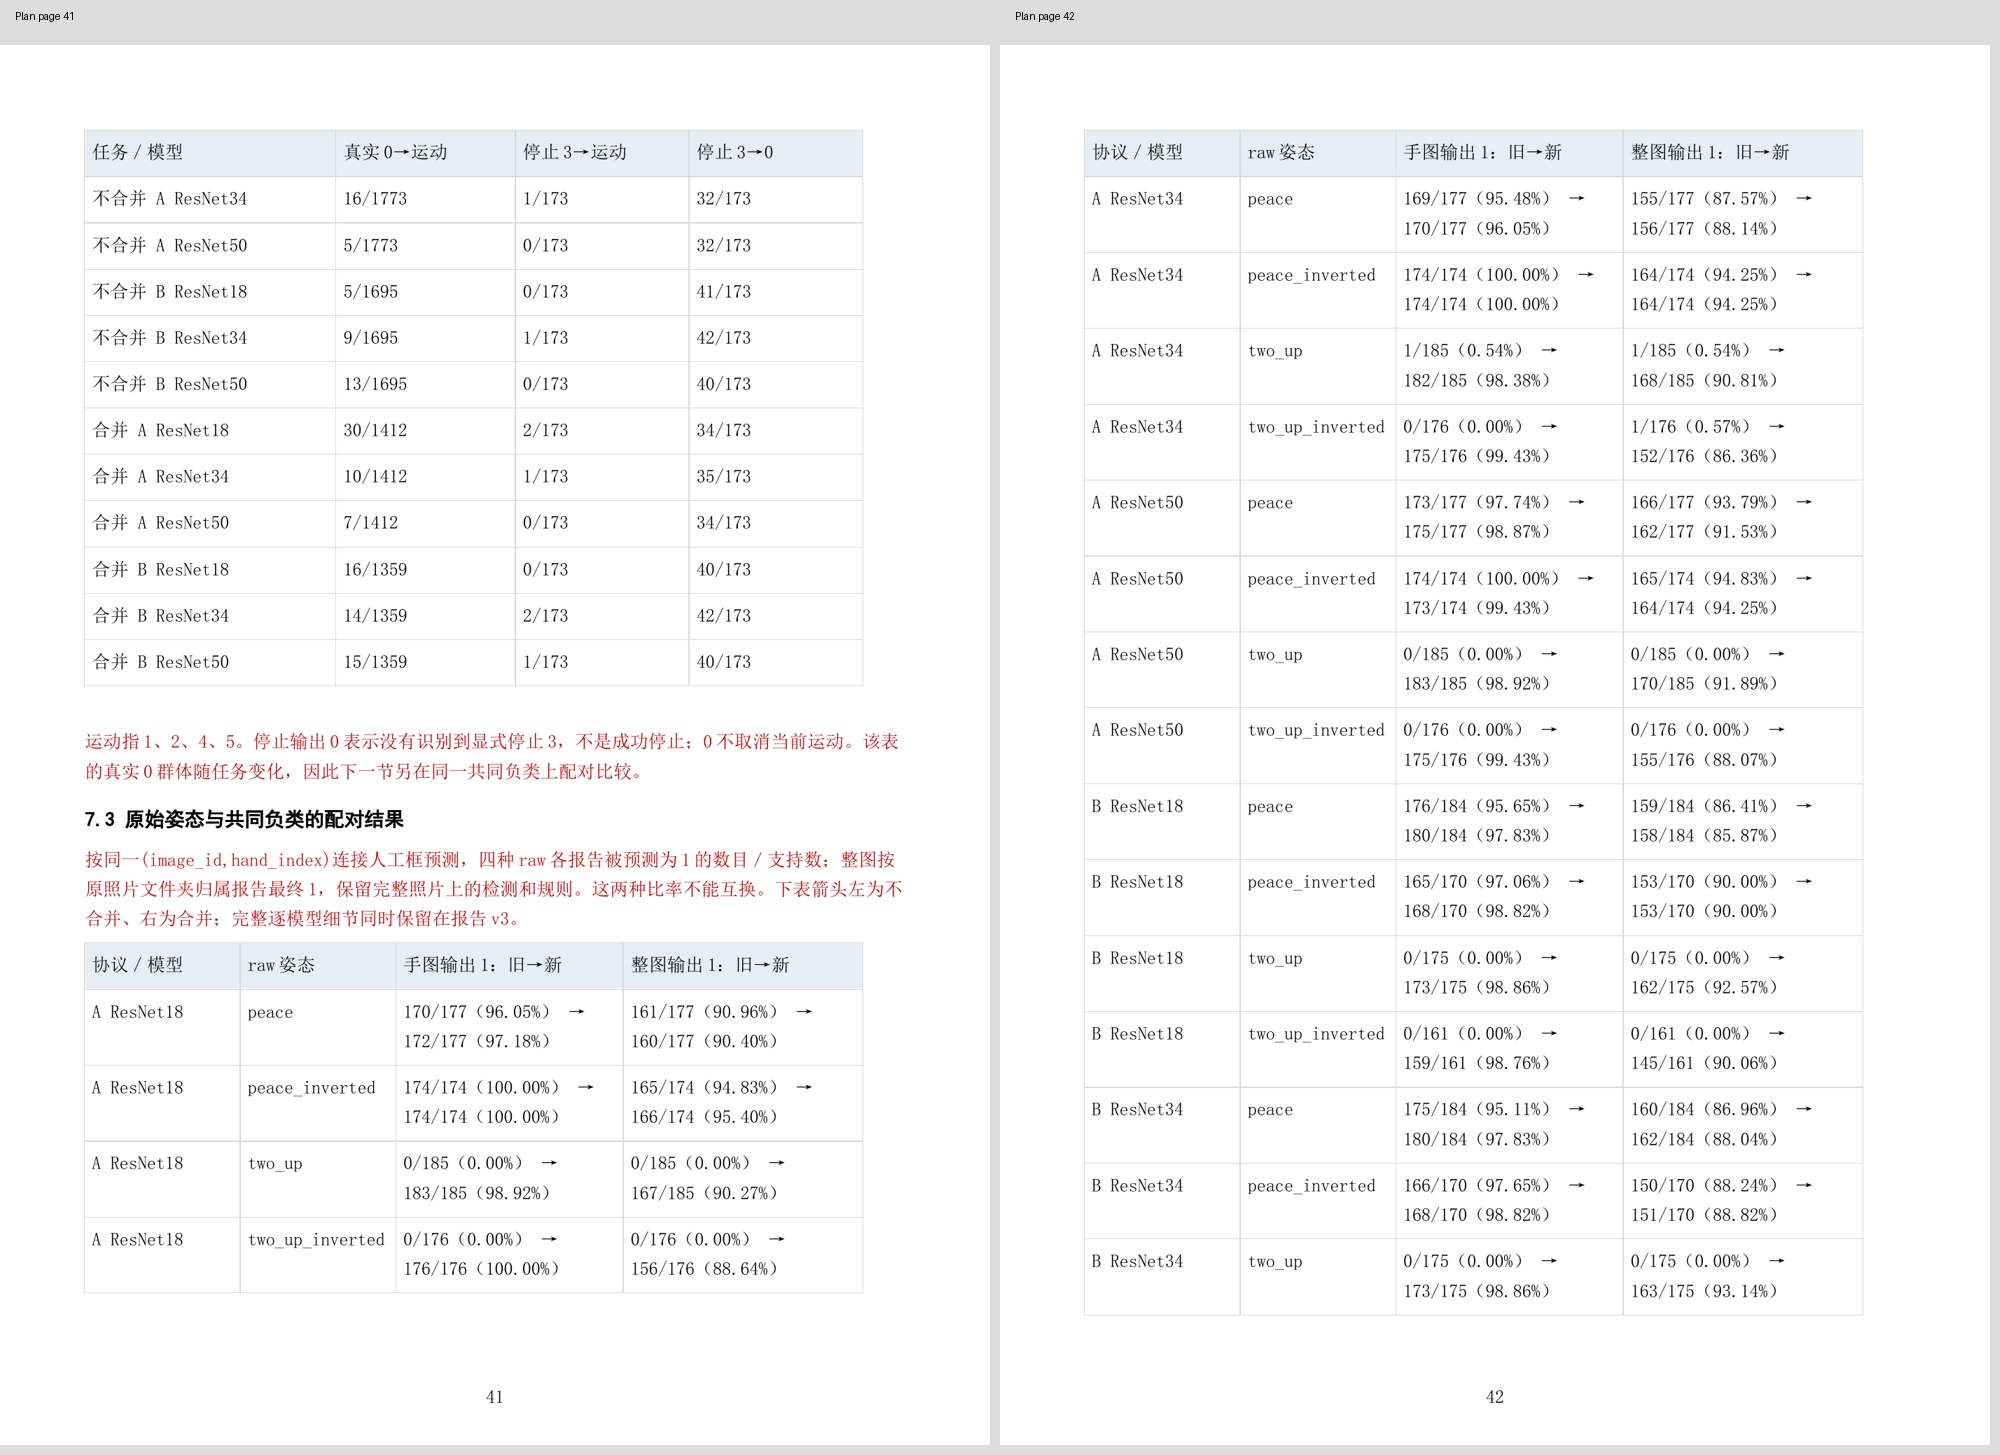 Plan page 41
任务 / 模型 真实 0→运动 停止 3→运动 停止 3→0
不合并 A ResNet34 16/1773 1/173 32/173
不合并 A ResNet50 5/1773 0/173 32/173
不合并 B ResNet18 5/1695 0/173 41/173
不合并 B ResNet34 9/1695 1/173 42/173
不合并 B ResNet50 13/1695 0/173 40/173
合并 A ResNet18 30/1412 2/173 34/173
合并 A ResNet34 10/1412 1/173 35/173
合并 A ResNet50 7/1412 0/173 34/173
合并 B ResNet18 16/1359 0/173 40/173
合并 B ResNet34 14/1359 2/173 42/173
合并 B ResNet50 15/1359 1/173 40/173
运动指 1、2、4、5。停止输出 0 表示没有识别到显式停止 3，不是成功停止；0 不取消当前运动。该表
的真实 0 群体随任务变化，因此下一节另在同一共同负类上配对比较。
7.3 原始姿态与共同负类的配对结果
按同一(image_id,hand_index)连接人工框预测，四种 raw 各报告被预测为 1 的数目 / 支持数；整图按
原照片文件夹归属报告最终 1，保留完整照片上的检测和规则。这两种比率不能互换。下表箭头左为不
合并、右为合并；完整逐模型细节同时保留在报告 v3。
协议 / 模型 raw 姿态 手图输出 1：旧→新 整图输出 1：旧→新
A ResNet18 peace 170/177（96.05%） → 161/177（90.96%） →
172/177（97.18%） 160/177（90.40%）
A ResNet18 peace_inverted 174/174（100.00%） → 165/174（94.83%） →
174/174（100.00%） 166/174（95.40%）
A ResNet18 two_up 0/185（0.00%） → 0/185（0.00%） →
183/185（98.92%） 167/185（90.27%）
A ResNet18 two_up_inverted 0/176（0.00%） → 0/176（0.00%） →
176/176（100.00%） 156/176（88.64%）
41
Plan page 42
协议 / 模型 raw 姿态 手图输出 1：旧→新 整图输出 1：旧→新
A ResNet34 peace 169/177（95.48%） → 155/177（87.57%） →
170/177（96.05%） 156/177（88.14%）
A ResNet34 peace_inverted 174/174（100.00%） → 164/174（94.25%） →
174/174（100.00%） 164/174（94.25%）
A ResNet34 two_up 1/185（0.54%） → 1/185（0.54%） →
182/185（98.38%） 168/185（90.81%）
A ResNet34 two_up_inverted 0/176（0.00%） → 1/176（0.57%） →
175/176（99.43%） 152/176（86.36%）
A ResNet50 peace 173/177（97.74%） → 166/177（93.79%） →
175/177（98.87%） 162/177（91.53%）
A ResNet50 peace_inverted 174/174（100.00%） → 165/174（94.83%） →
173/174（99.43%） 164/174（94.25%）
A ResNet50 two_up 0/185（0.00%） → 0/185（0.00%） →
183/185（98.92%） 170/185（91.89%）
A ResNet50 two_up_inverted 0/176（0.00%） → 0/176（0.00%） →
175/176（99.43%） 155/176（88.07%）
B ResNet18 peace 176/184（95.65%） → 159/184（86.41%） →
180/184（97.83%） 158/184（85.87%）
B ResNet18 peace_inverted 165/170（97.06%） → 153/170（90.00%） →
168/170（98.82%） 153/170（90.00%）
B ResNet18 two_up 0/175（0.00%） → 0/175（0.00%） →
173/175（98.86%） 162/175（92.57%）
B ResNet18 two_up_inverted 0/161（0.00%） → 0/161（0.00%） →
159/161（98.76%） 145/161（90.06%）
B ResNet34 peace 175/184（95.11%） → 160/184（86.96%） →
180/184（97.83%） 162/184（88.04%）
B ResNet34 peace_inverted 166/170（97.65%） → 150/170（88.24%） →
168/170（98.82%） 151/170（88.82%）
B ResNet34 two_up 0/175（0.00%） → 0/175（0.00%） →
173/175（98.86%） 163/175（93.14%）
42